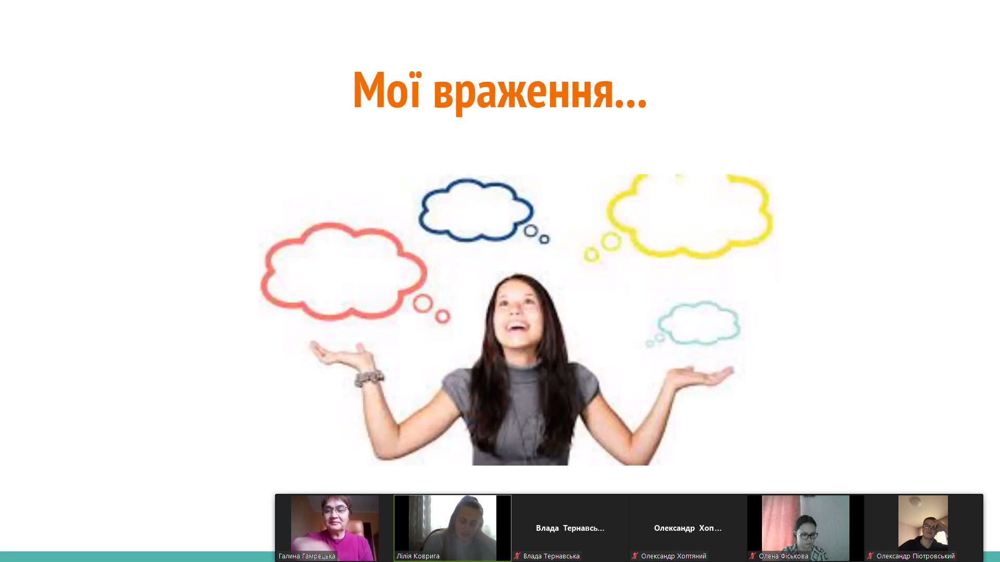 Мої враження...
Влада Тернавсь...
Олександр Хоп...
Галина Гамрецька
Лілія Коврига
Влада Тернавська
Олександр Хоптяний
Олена Фіськова
Олександр Піотровський